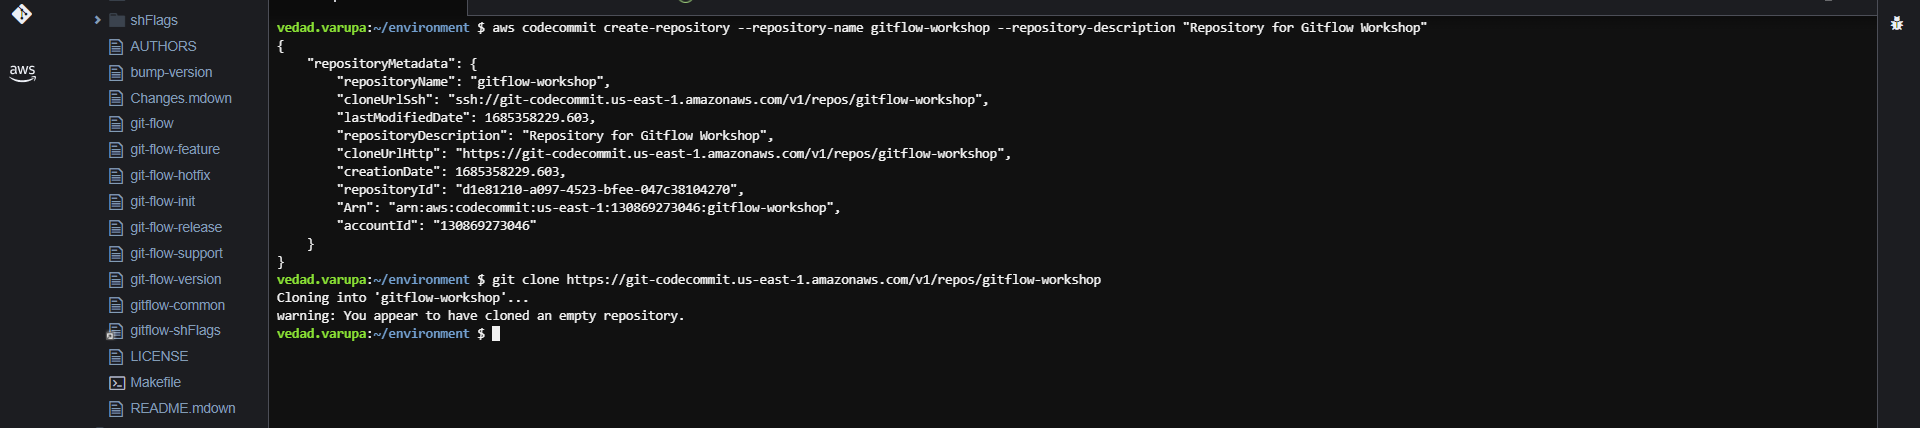 aws
shFlags
AUTHORS
bump-version
Changes.mdown
git-flow
git-flow-feature
git-flow-hotfix
git-flow-init
git-flow-release
git-flow-support
git-flow-version
gitflow-common
gitflow-shFlags
LICENSE
Makefile
README.mdown
vedad.varupa:~/environment $ aws codecommit create-repository --repository-name gitflow-workshop --repository-description "Repository for Gitflow Workshop"
{
    "repositoryMetadata": {
        "repositoryName": "gitflow-workshop",
        "cloneUrlSsh": "ssh://git-codecommit.us-east-1.amazonaws.com/v1/repos/gitflow-workshop",
        "lastModifiedDate": 1685358229.603,
        "repositoryDescription": "Repository for Gitflow Workshop",
        "cloneUrlHttp": "https://git-codecommit.us-east-1.amazonaws.com/v1/repos/gitflow-workshop",
        "creationDate": 1685358229.603,
        "repositoryId": "d1e81210-a097-4523-bfee-047c38104270",
        "Arn": "arn:aws:codecommit:us-east-1:130869273046:gitflow-workshop",
        "accountId": "130869273046"
    }
}
vedad.varupa:~/environment $ git clone https://git-codecommit.us-east-1.amazonaws.com/v1/repos/gitflow-workshop
Cloning into 'gitflow-workshop'...
warning: You appear to have cloned an empty repository.
vedad.varupa:~/environment $